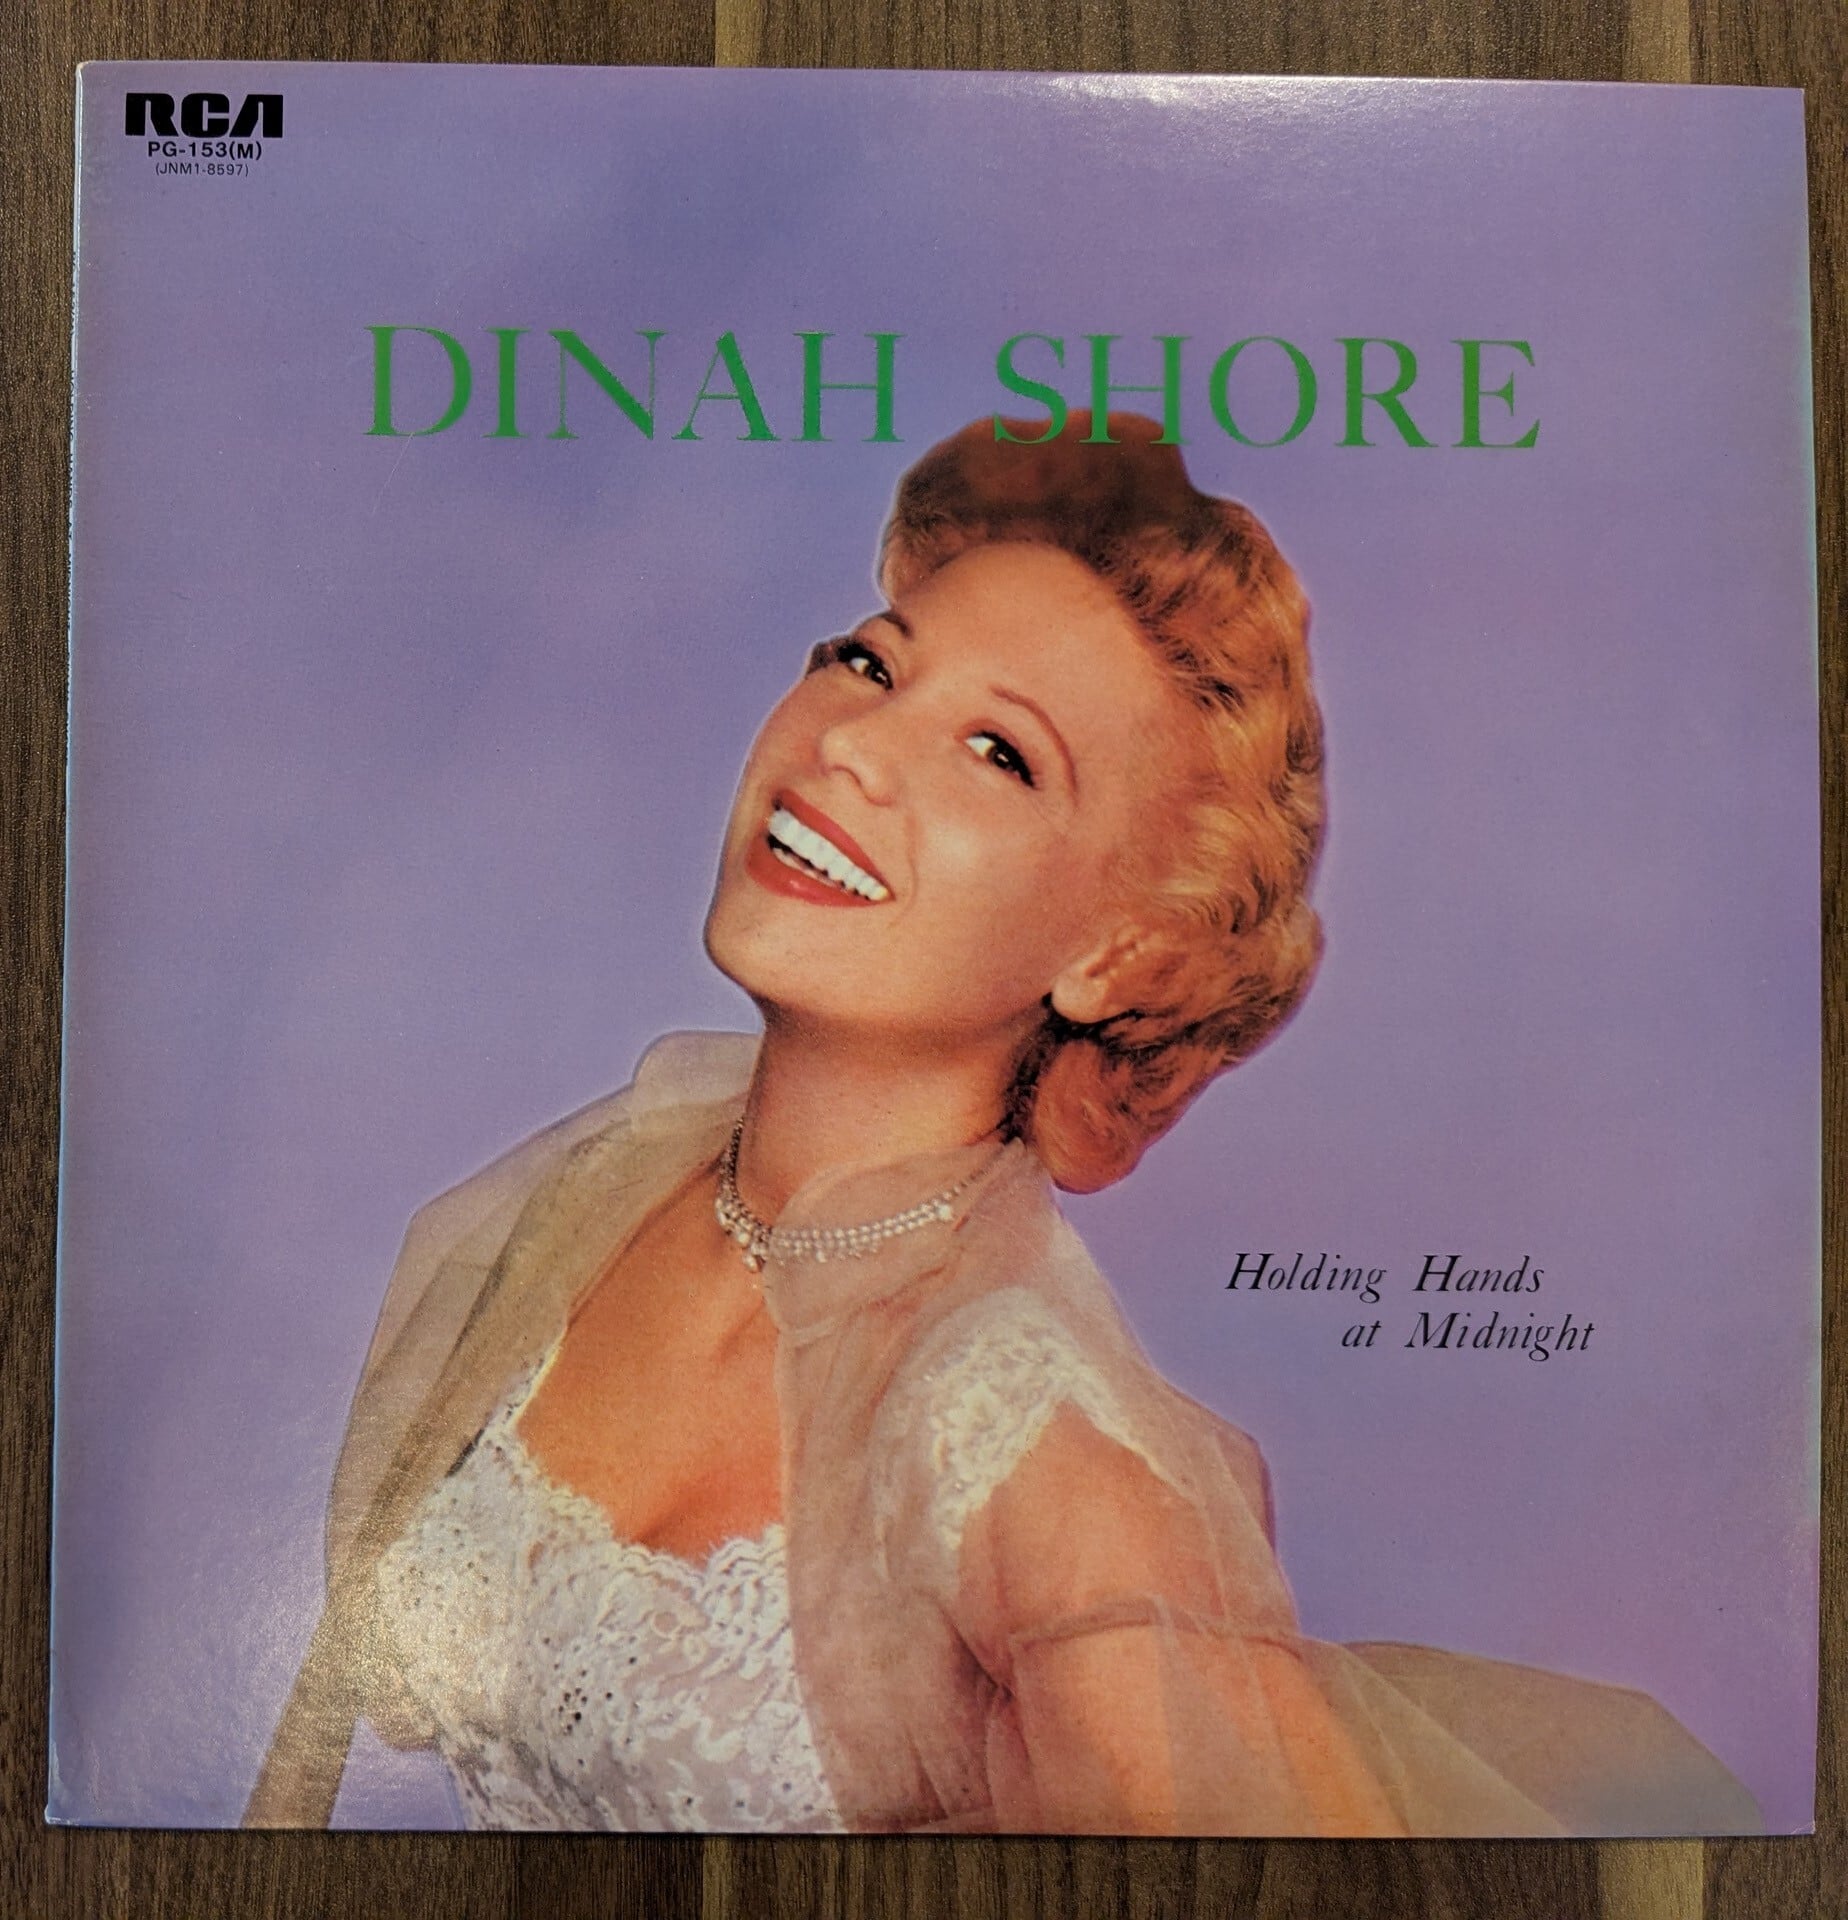 RCA
PG-153(M)
(JNM1-8597)
DINAH SHORE
Holding Hands
at Midnight